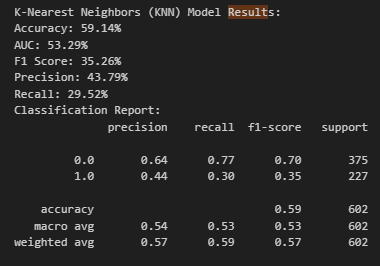 K-Nearest Neighbors (KNN) Model Results:
Accuracy: 59.14%
AUC: 53.29%
F1 Score: 35.26%
Precision: 43.79%
Recall: 29.52%
Classification Report:
precision recall f1-score support
0.0 0.64 0.77 0.70 375
1.0 0.44 0.30 0.35 227
accuracy 0.59 602
macro avg 0.54 0.53 0.53 602
weighted avg 0.57 0.59 0.57 602